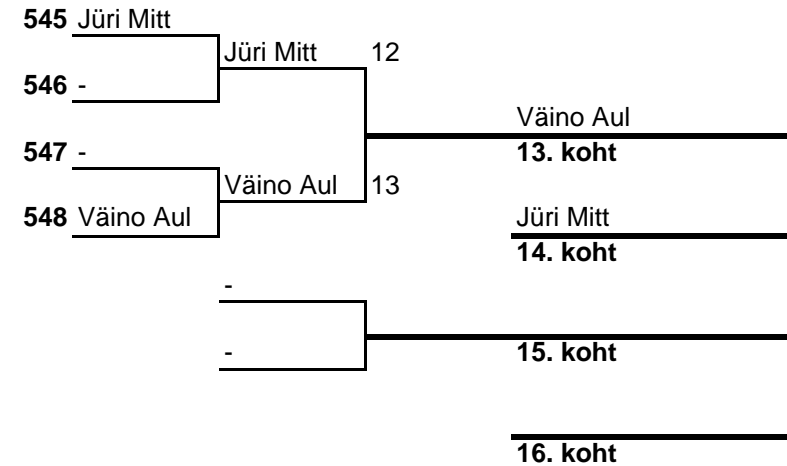 545 Jüri Mitt
Jüri Mitt 12
546 -
Väino Aul
547 -
13. koht
Väino Aul 13
548 Väino Aul
Jüri Mitt
14. koht
-
-
15. koht
16. koht